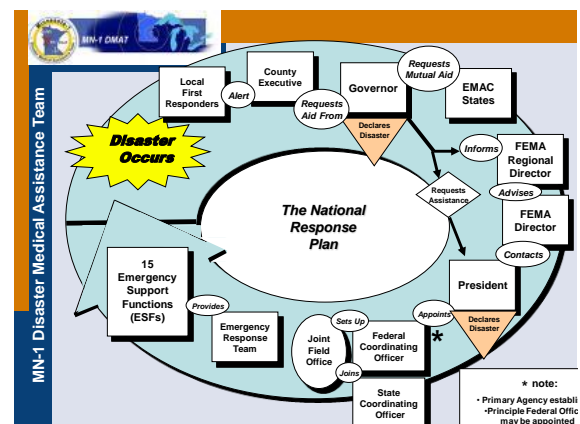 MN-1 DMAT
MN-1 Disaster Medical Assistance Team
Disaster
Occurs
Local
First
Responders
Alert
County
Executive
Requests
Aid From
Governor
Declares
Disaster
Requests
Mutual Aid
EMAC
States
Informs
FEMA
Regional
Director
Requests
Assistance
Advises
FEMA
Director
Contacts
President
Declares
Disaster
Appoints
*
Federal
Coordinating
Officer
Sets Up
Joint
Field
Office
Joins
State
Coordinating
Officer
Emergency
Response
Team
Provides
15
Emergency
Support
Functions
(ESFs)
The National
Response
Plan
* note:
• Primary Agency establi
•Principle Federal Offic
may be appointed